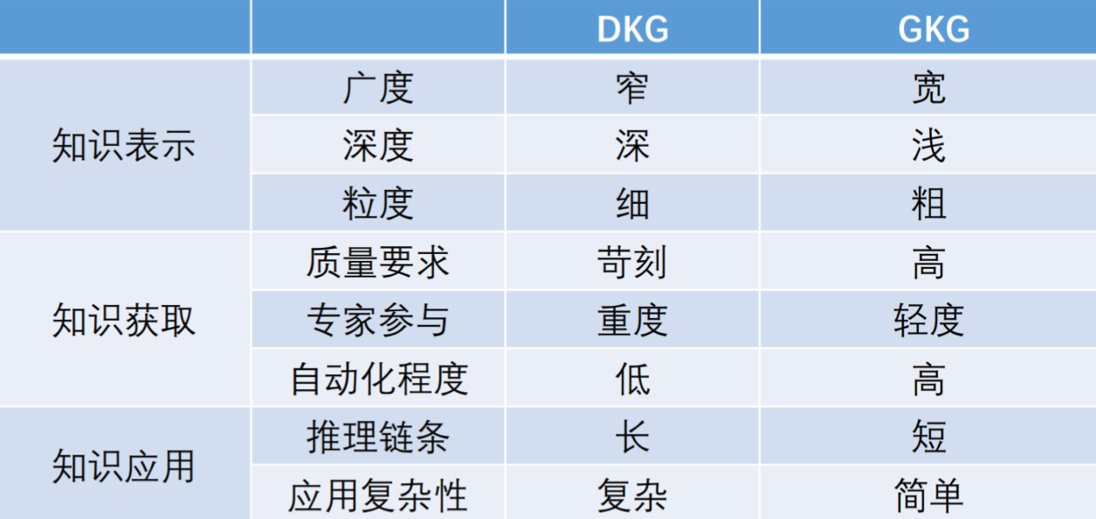 DKG GKG
知识表示 广度 窄 宽
深度 深 浅
粒度 细 粗
知识获取 质量要求 苛刻 高
专家参与 重度 轻度
自动化程度 低 高
知识应用 推理链条 长 短
应用复杂性 复杂 简单